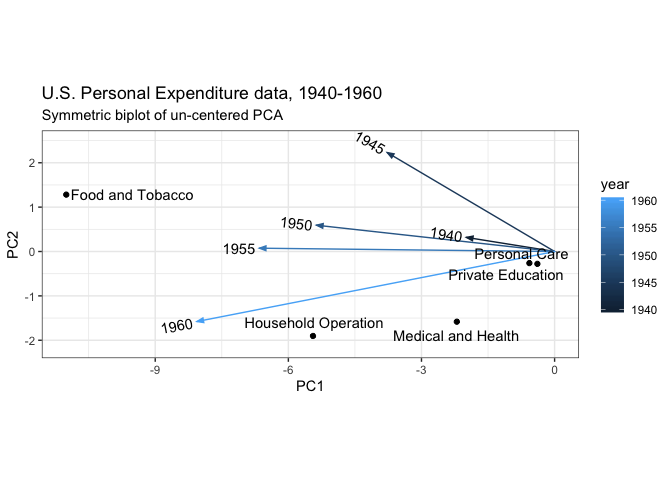 U.S. Personal Expenditure data, 1940-1960
Symmetric biplot of un-centered PCA
1945
Food and Tobacco
1950
1940
1955
Personal Care
Private Education
1960
Household Operation
Medical and Health
2
1
0
-1
-2
PC2
-9
-6
-3
0
PC1
year
1960
1955
1950
1945
1940